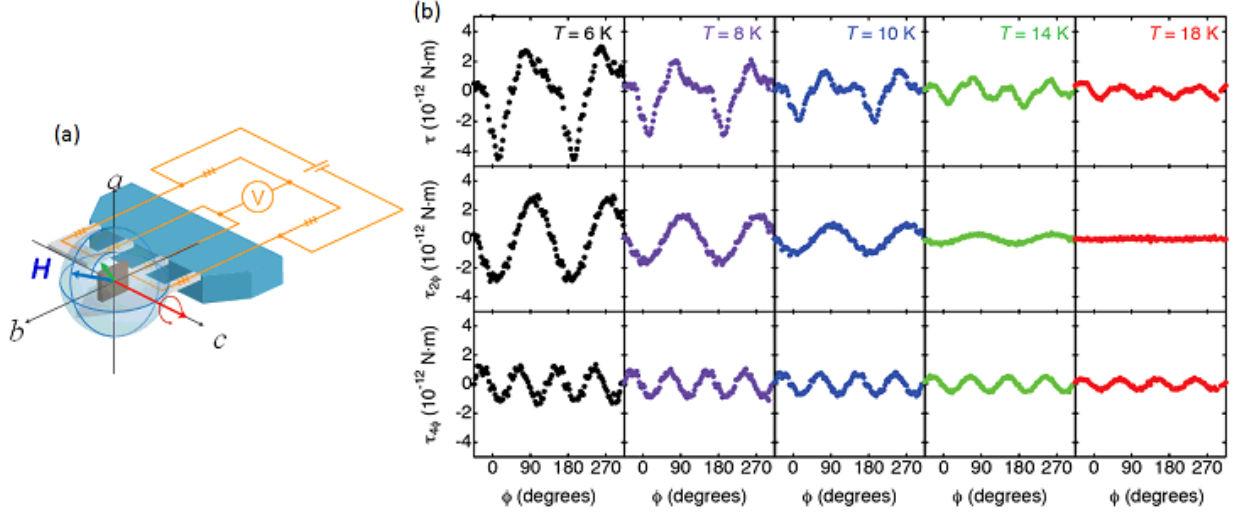 (a)
a
V
H
b
c
(b)
T = 6 K
T = 8 K
T = 10 K
T = 14 K
T = 18 K
τ (10⁻¹² N·m)
4
2
0
-2
-4
τ2ϕ (10⁻¹² N·m)
4
2
0
-2
-4
τ4ϕ (10⁻¹² N·m)
4
2
0
-2
-4
0 90 180 270
0 90 180 270
0 90 180 270
0 90 180 270
0 90 180 270
ϕ (degrees)
ϕ (degrees)
ϕ (degrees)
ϕ (degrees)
ϕ (degrees)